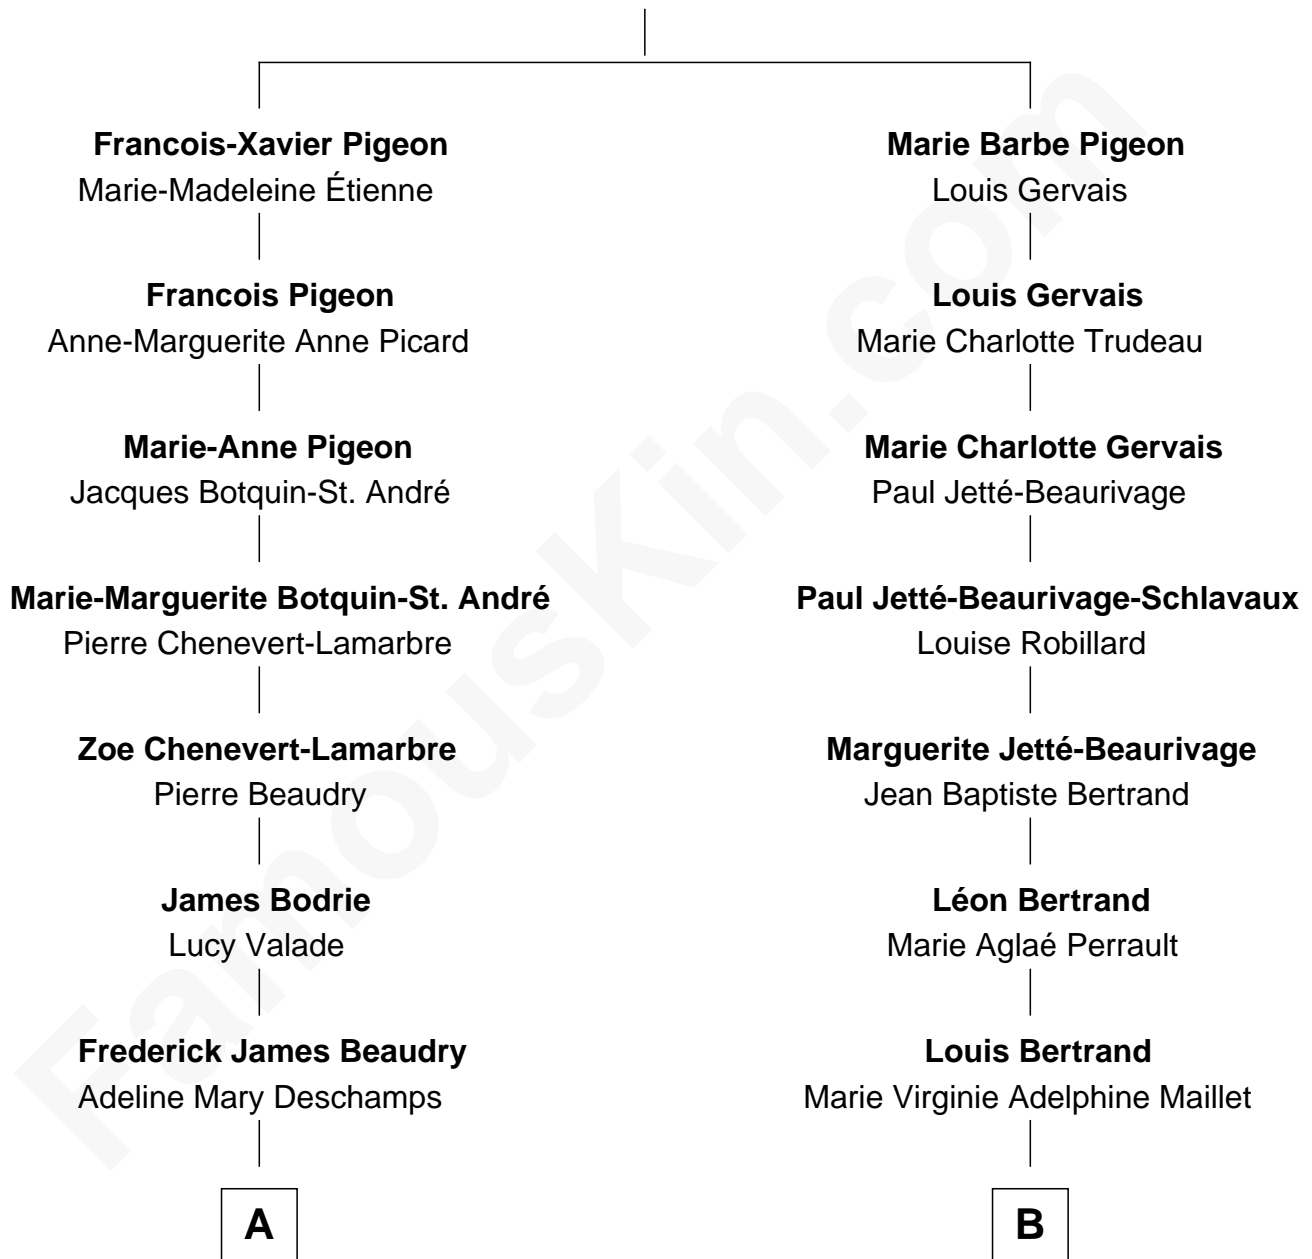 Francois-Xavier Pigeon
Marie-Madeleine Étienne
Francois Pigeon
Anne-Marguerite Anne Picard
Marie-Anne Pigeon
Jacques Botquin-St. André
Marie-Marguerite Botquin-St. André
Pierre Chenevert-Lamarbre
Zoe Chenevert-Lamarbre
Pierre Beaudry
James Bodrie
Lucy Valade
Frederick James Beaudry
Adeline Mary Deschamps
A
Marie Barbe Pigeon
Louis Gervais
Louis Gervais
Marie Charlotte Trudeau
Marie Charlotte Gervais
Paul Jetté-Beaurivage
Paul Jetté-Beaurivage-Schlavaux
Louise Robillard
Marguerite Jetté-Beaurivage
Jean Baptiste Bertrand
Léon Bertrand
Marie Aglaé Perrault
Louis Bertrand
Marie Virginie Adelphine Maillet
B
FamousKin.com